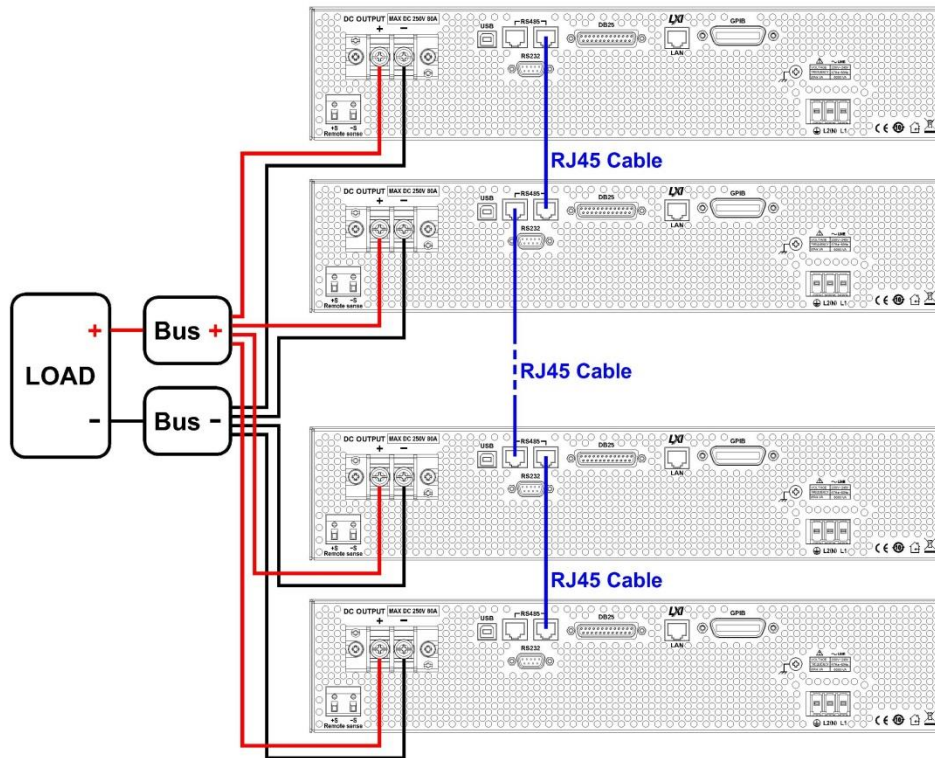 DC OUTPUT MAX DC 250V 80A
+ −
USB RS485 DB25 LXI GPIB
LAN
RS232
+S −S
Remote sense
L2(N) L1
RJ45 Cable
DC OUTPUT MAX DC 250V 80A
+ −
USB RS485 DB25 LXI GPIB
LAN
RS232
+S −S
Remote sense
L2(N) L1
LOAD
+
-
Bus +
Bus -
RJ45 Cable
DC OUTPUT MAX DC 250V 80A
+ −
USB RS485 DB25 LXI GPIB
LAN
RS232
+S −S
Remote sense
L2(N) L1
RJ45 Cable
DC OUTPUT MAX DC 250V 80A
+ −
USB RS485 DB25 LXI GPIB
LAN
RS232
+S −S
Remote sense
L2(N) L1